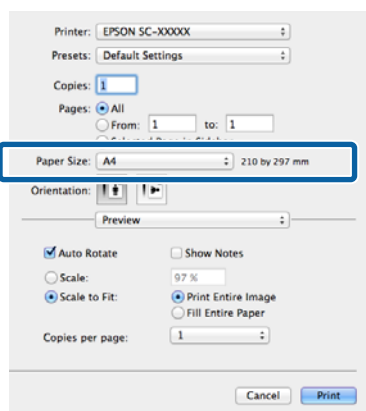 Printer: EPSON SC-XXXXX
Presets: Default Settings
Copies: 1
Pages: All
From: 1 to: 1
Paper Size: A4 210 by 297 mm
Orientation:
Preview
Auto Rotate Show Notes
Scale: 97 %
Scale to Fit: Print Entire Image
Fill Entire Paper
Copies per page: 1
Cancel Print